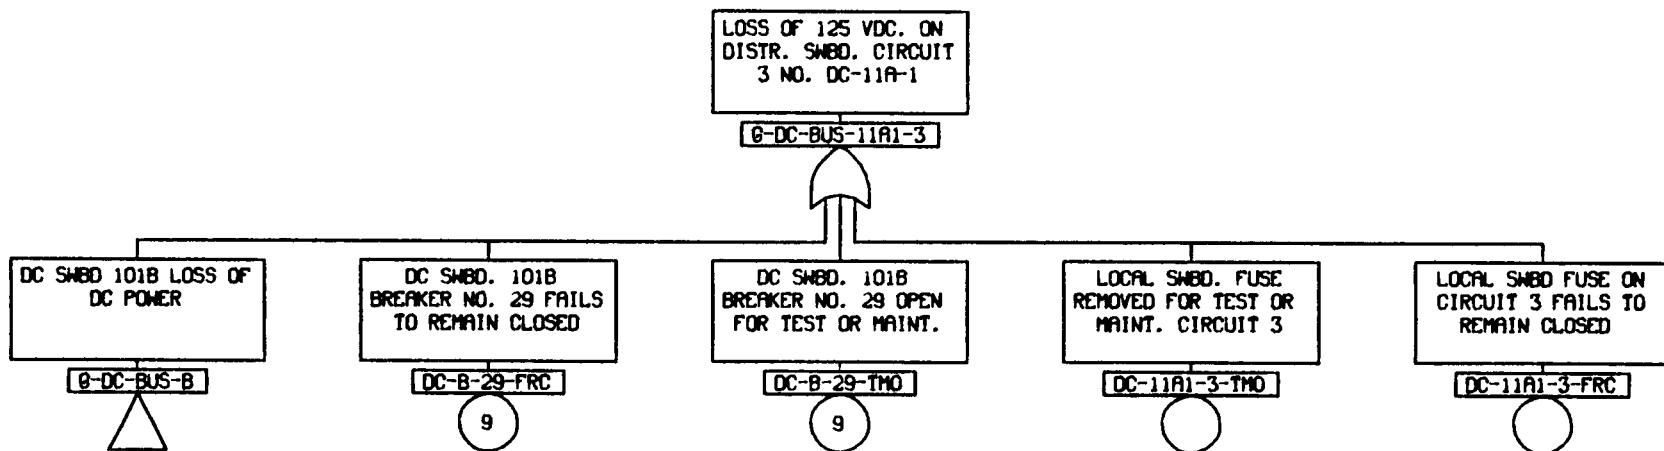 LOSS OF 125 VDC. ON
DISTR. SWBD. CIRCUIT
3 NO. DC-11A-1
G-DC-BUS-11A1-3
DC SWBD 101B LOSS OF
DC POWER
G-DC-BUS-B
DC SWBD. 101B
BREAKER NO. 29 FAILS
TO REMAIN CLOSED
DC-B-29-FRC
9
DC SWBD. 101B
BREAKER NO. 29 OPEN
FOR TEST OR MAINT.
DC-B-29-TMO
9
LOCAL SWBD. FUSE
REMOVED FOR TEST OR
MAINT. CIRCUIT 3
DC-11A1-3-TMO
LOCAL SWBD FUSE ON
CIRCUIT 3 FAILS TO
REMAIN CLOSED
DC-11A1-3-FRC